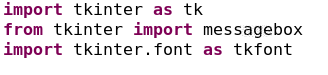 import tkinter as tk
from tkinter import messagebox
import tkinter.font as tkfont